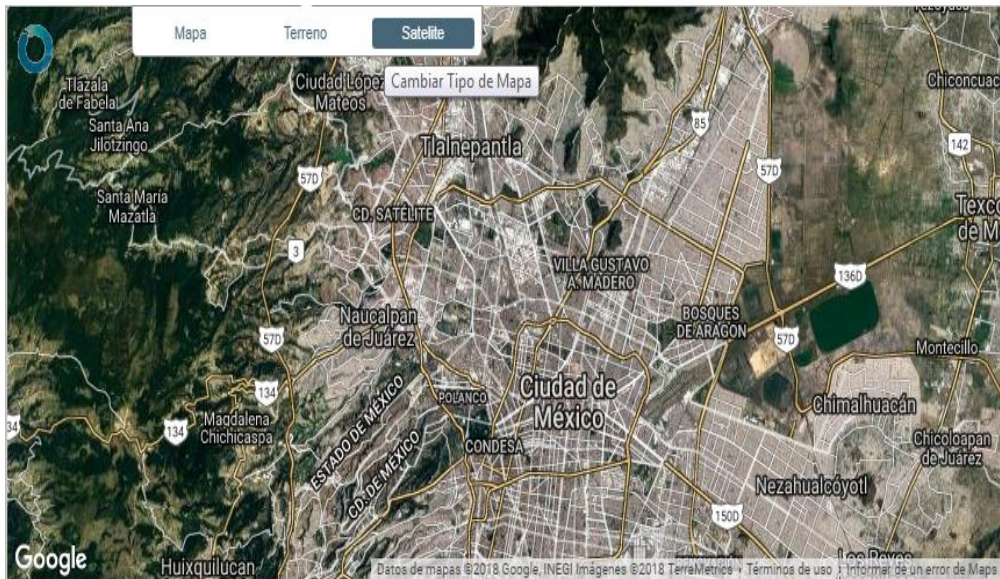 Mapa
Terreno
Satelite
Cambiar Tipo de Mapa
Tlazala
de Fabela
Santa Ana
Jilotzingo
Ciudad López
Mateos
Chiconcuac
Tlalnepantla
85
142
57D
57D
Santa María
Mazatla
CD. SATÉLITE
3
VILLA GUSTAVO
A. MADERO
136D
Naucalpan
de Juárez
BOSQUES
DE ARAGÓN
57D
57D
Montecillo
134
POLANCO
Ciudad de
México
Chimalhuacán
134
Magdalena
Chichicaspa
ESTADO DE MÉXICO
CD. DE MÉXICO
CONDESA
Chicoloapan
de Juárez
Nezahualcóyotl
150D
Google
Huixquilucan
Datos de mapas ©2018 Google, INEGI Imágenes ©2018 TerraMetrics
Términos de uso
Informar de un error de Maps